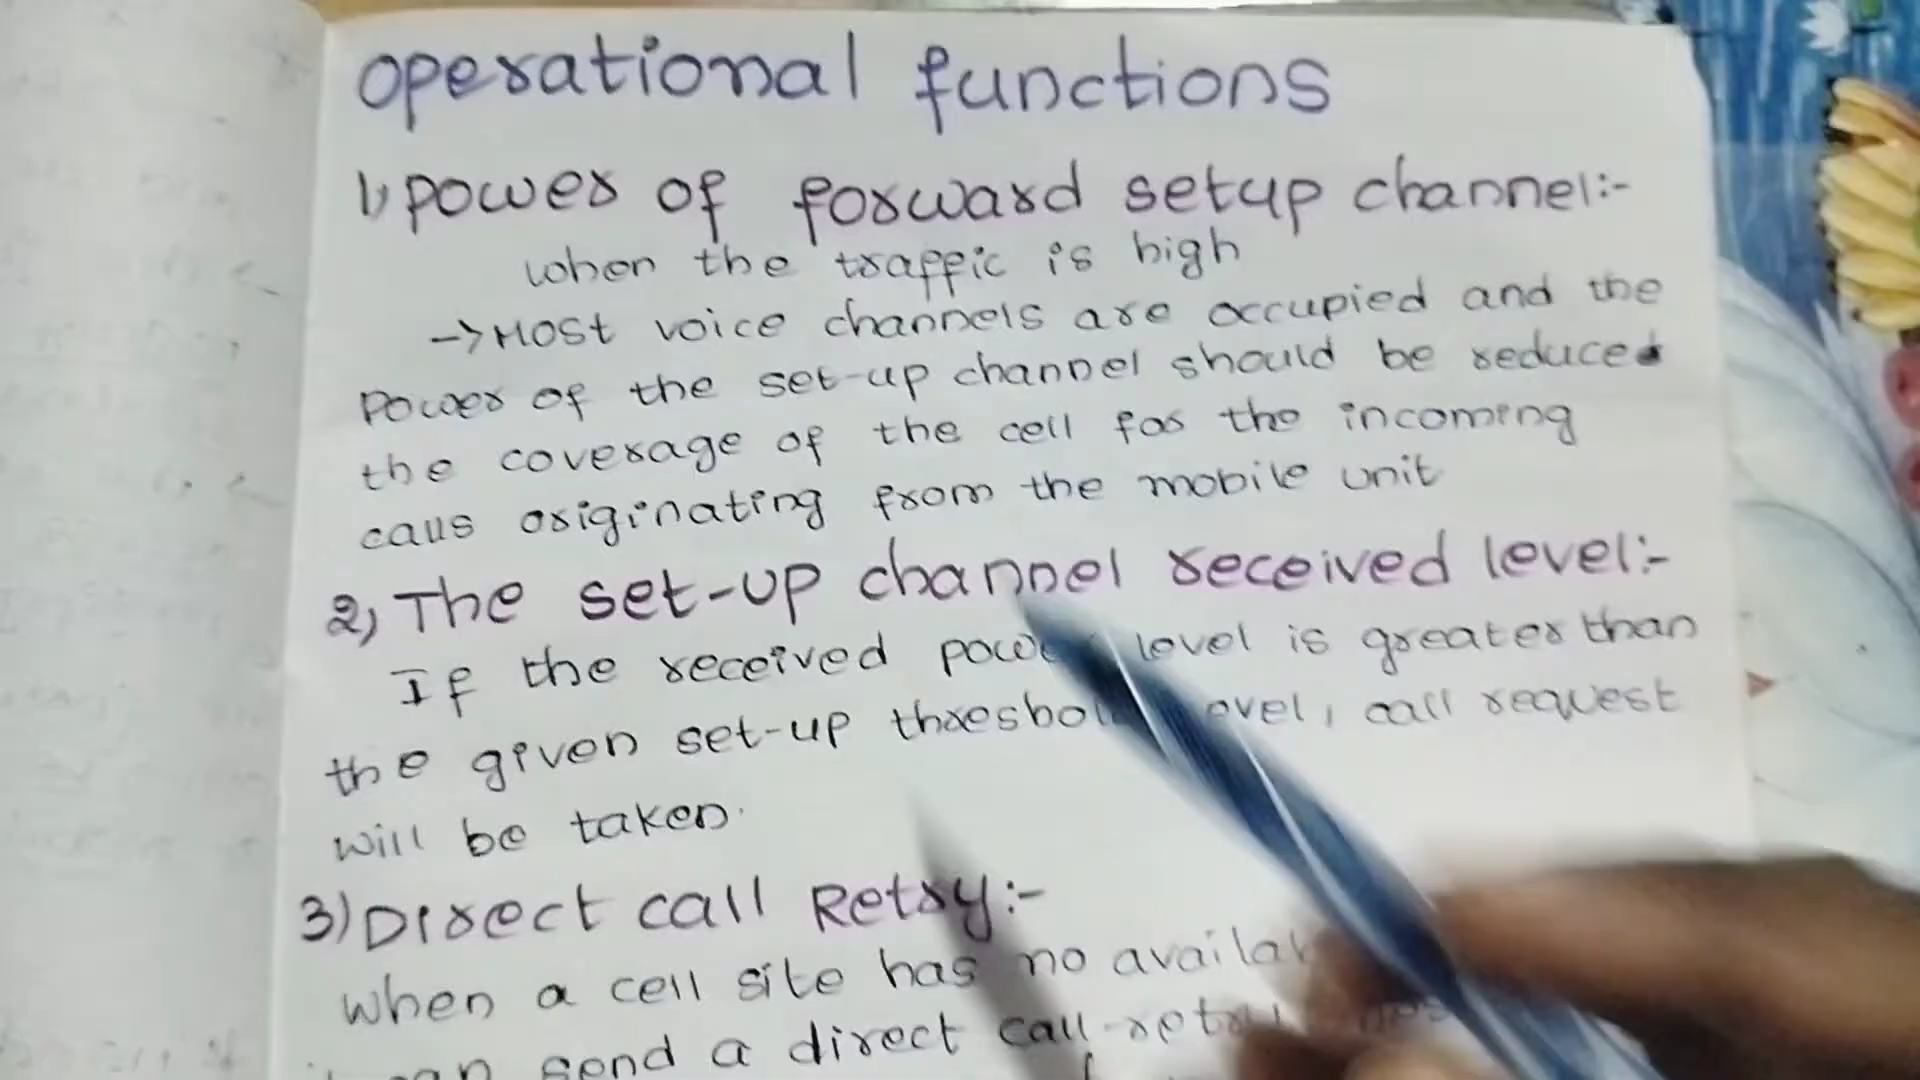 operational functions
1) power of forward setup channel:-
when the traffic is high
-> Most voice channels are occupied and the
power of the set-up channel should be reduced
the coverage of the cell for the incoming
calls originating from the mobile unit
2) The set-up channel received level:-
If the received level is greater than
the given set-up call request
will be taken.
3) Direct call Retry:-
When a cell site has no
send a direct call-